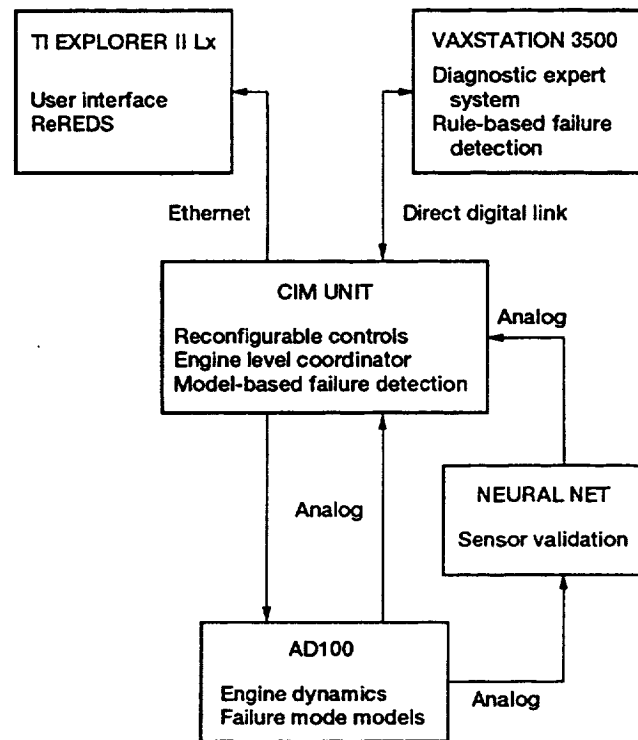 TI EXPLORER II Lx
User interface
ReREDS
VAXSTATION 3500
Diagnostic expert
system
Rule-based failure
detection
Ethernet
Direct digital link
CIM UNIT
Reconfigurable controls
Engine level coordinator
Model-based failure detection
Analog
Analog
NEURAL NET
Sensor validation
AD100
Engine dynamics
Failure mode models
Analog